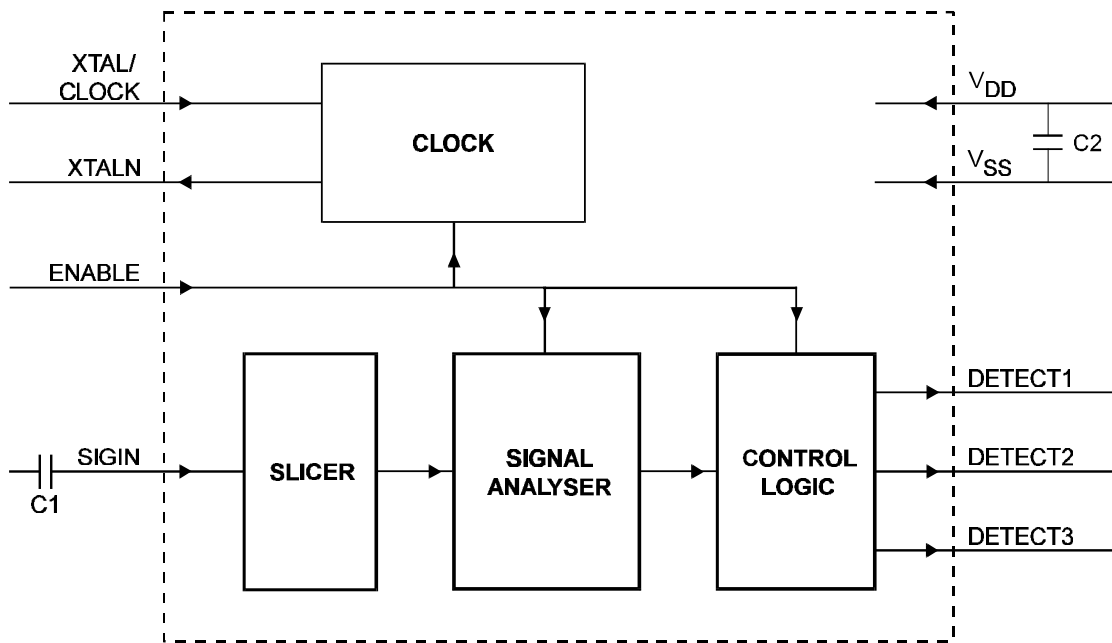 XTAL/
CLOCK
XTALN
ENABLE
SIGIN
C1
CLOCK
SLICER
SIGNAL
ANALYSER
CONTROL
LOGIC
VDD
C2
VSS
DETECT1
DETECT2
DETECT3